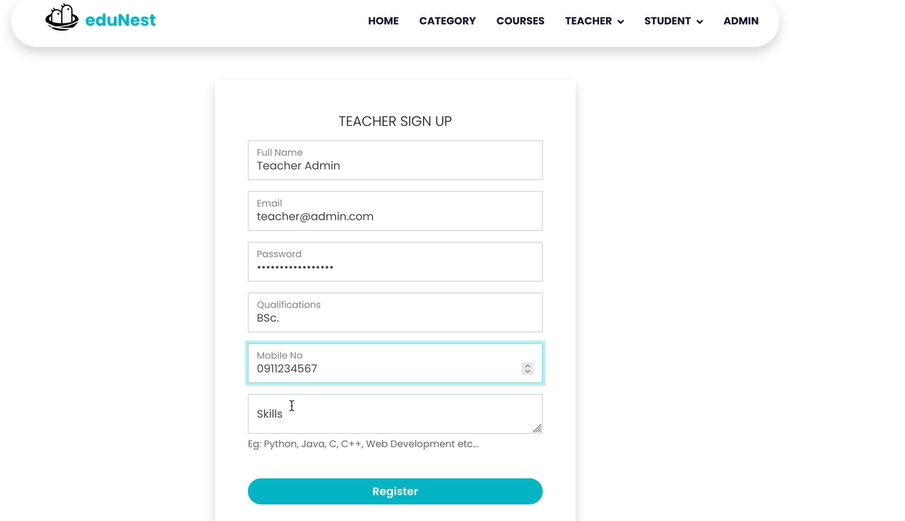 eduNest
HOME CATEGORY COURSES TEACHER STUDENT ADMIN
TEACHER SIGN UP
Full Name
Teacher Admin
Email
teacher@admin.com
Password
•••••••••••••••••
Qualifications
BSc.
Mobile No
0911234567
Skills
Eg: Python, Java, C, C++, Web Development etc...
Register